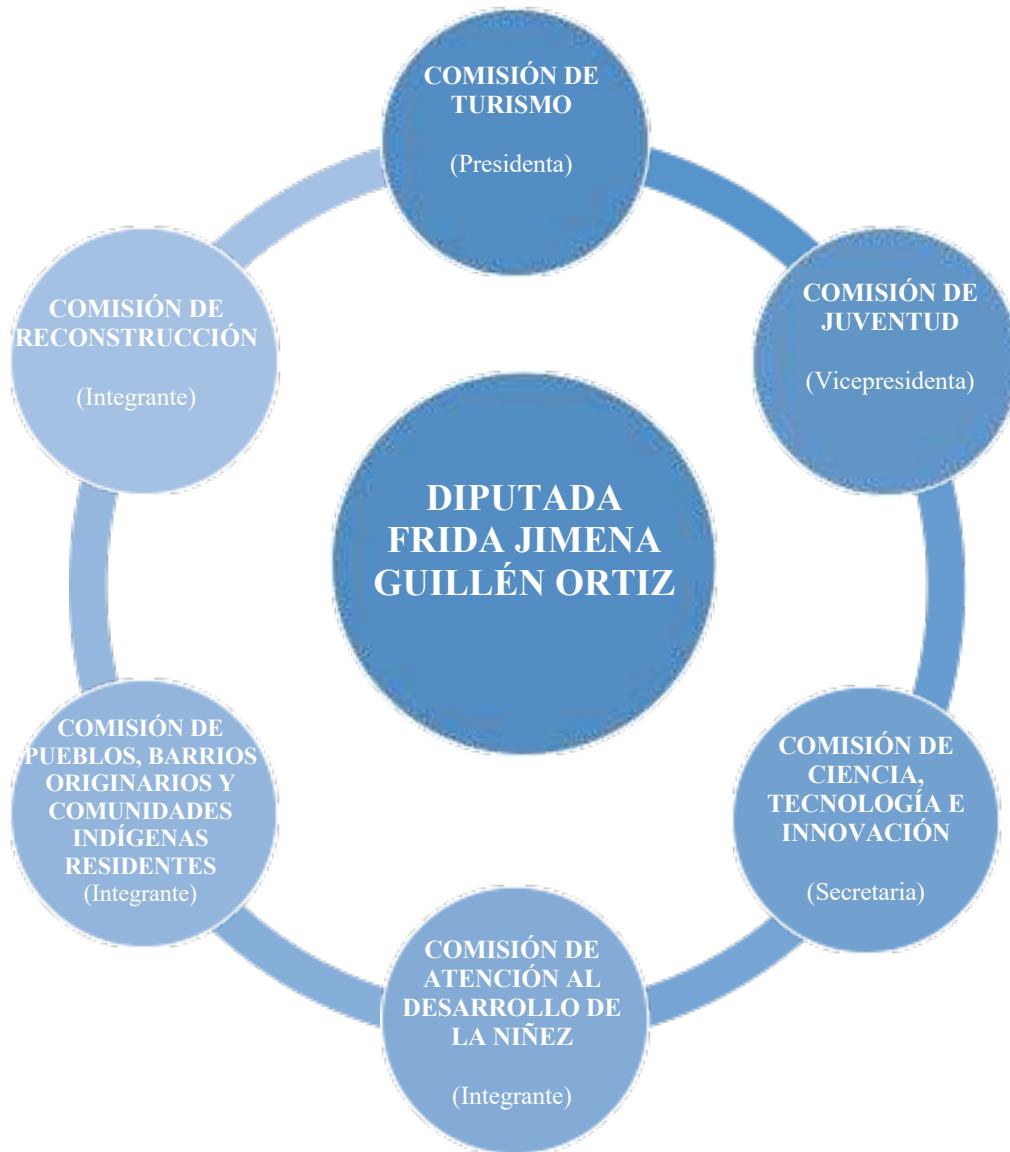 COMISIÓN DE
TURISMO
(Presidenta)
COMISIÓN DE
JUVENTUD
(Vicepresidenta)
COMISIÓN DE
CIENCIA,
TECNOLOGÍA E
INNOVACIÓN
(Secretaria)
COMISIÓN DE
ATENCIÓN AL
DESARROLLO DE
LA NIÑEZ
(Integrante)
COMISIÓN DE
PUEBLOS, BARRIOS
ORIGINARIOS Y
COMUNIDADES
INDÍGENAS
RESIDENTES
(Integrante)
COMISIÓN DE
RECONSTRUCCIÓN
(Integrante)
DIPUTADA
FRIDA JIMENA
GUILLÉN ORTIZ